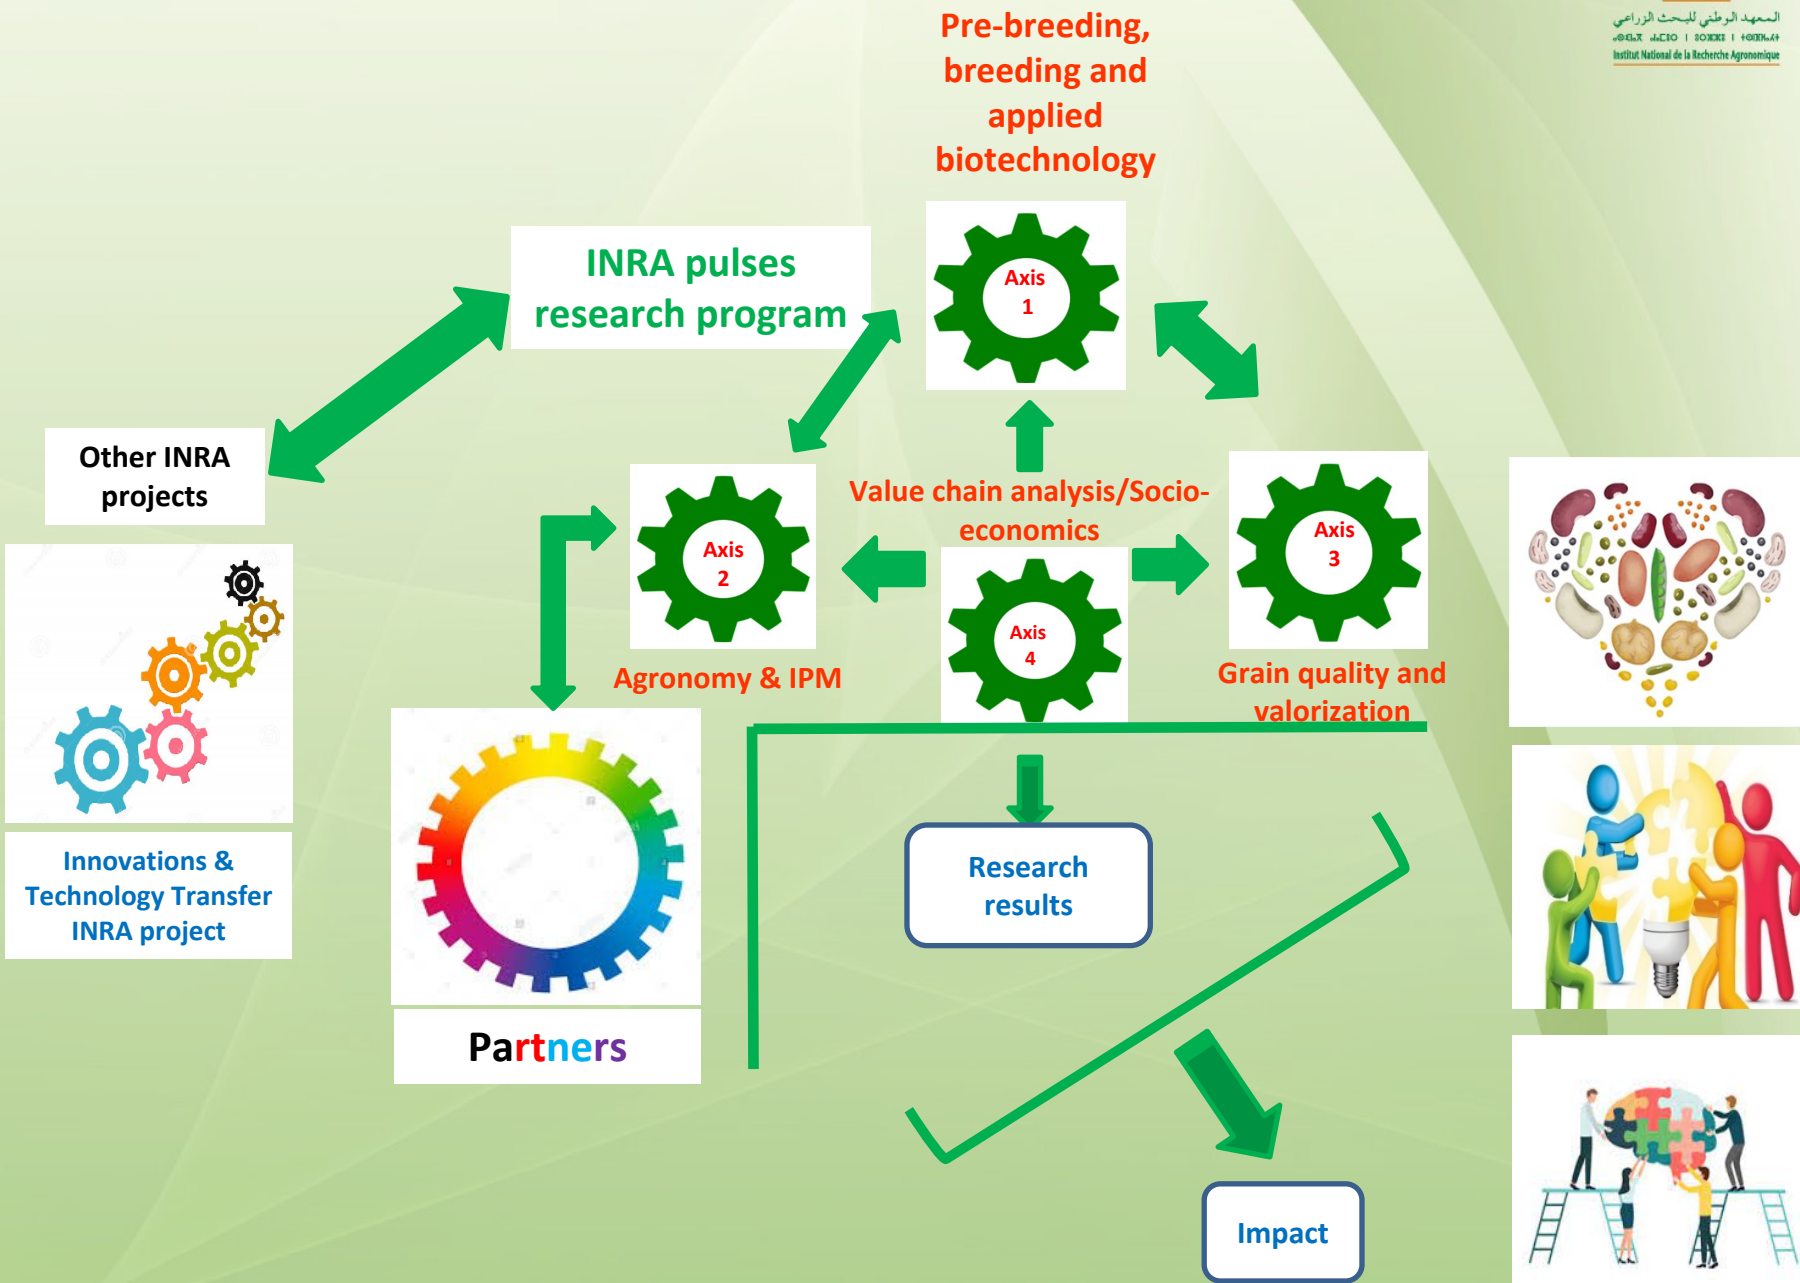 المعهد الوطني للبحث الزراعي
Institut National de la Recherche Agronomique
Pre-breeding,
breeding and
applied
biotechnology
INRA pulses
research program
Axis
1
Other INRA
projects
Value chain analysis/Socio-
economics
Axis
2
Axis
3
Axis
4
Agronomy & IPM
Grain quality and
valorization
Innovations &
Technology Transfer
INRA project
Research
results
Partners
Impact